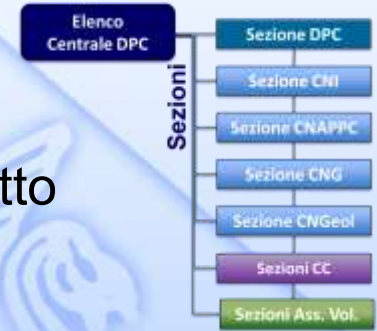 Elenco
Centrale DPC
Sezioni
Sezione DPC
Sezione CNI
Sezione CNAPPC
Sezione CNG
Sezione CNGeol
Sezioni CC
Sezioni Ass. Vol.
tto